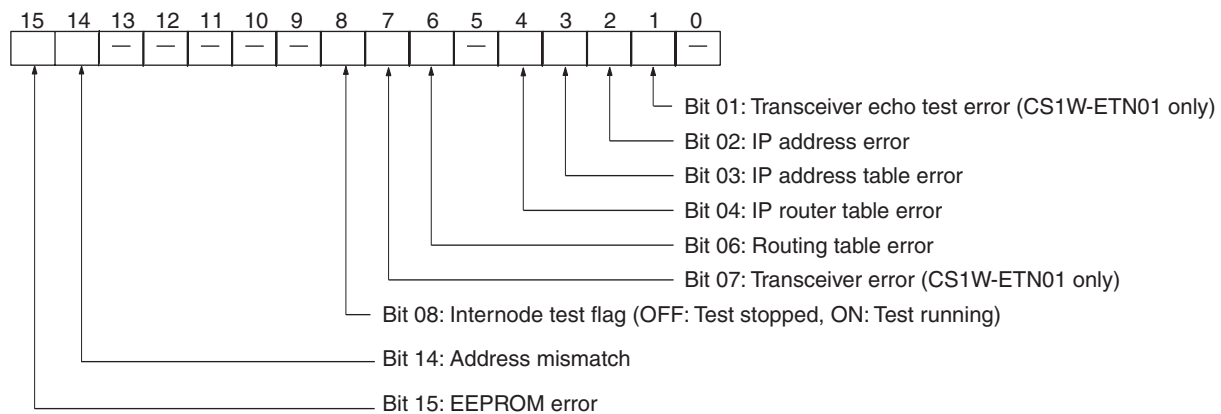 15 14 13 12 11 10 9 8 7 6 5 4 3 2 1 0
— — — — — — —
Bit 01: Transceiver echo test error (CS1W-ETN01 only)
Bit 02: IP address error
Bit 03: IP address table error
Bit 04: IP router table error
Bit 06: Routing table error
Bit 07: Transceiver error (CS1W-ETN01 only)
Bit 08: Internode test flag (OFF: Test stopped, ON: Test running)
Bit 14: Address mismatch
Bit 15: EEPROM error